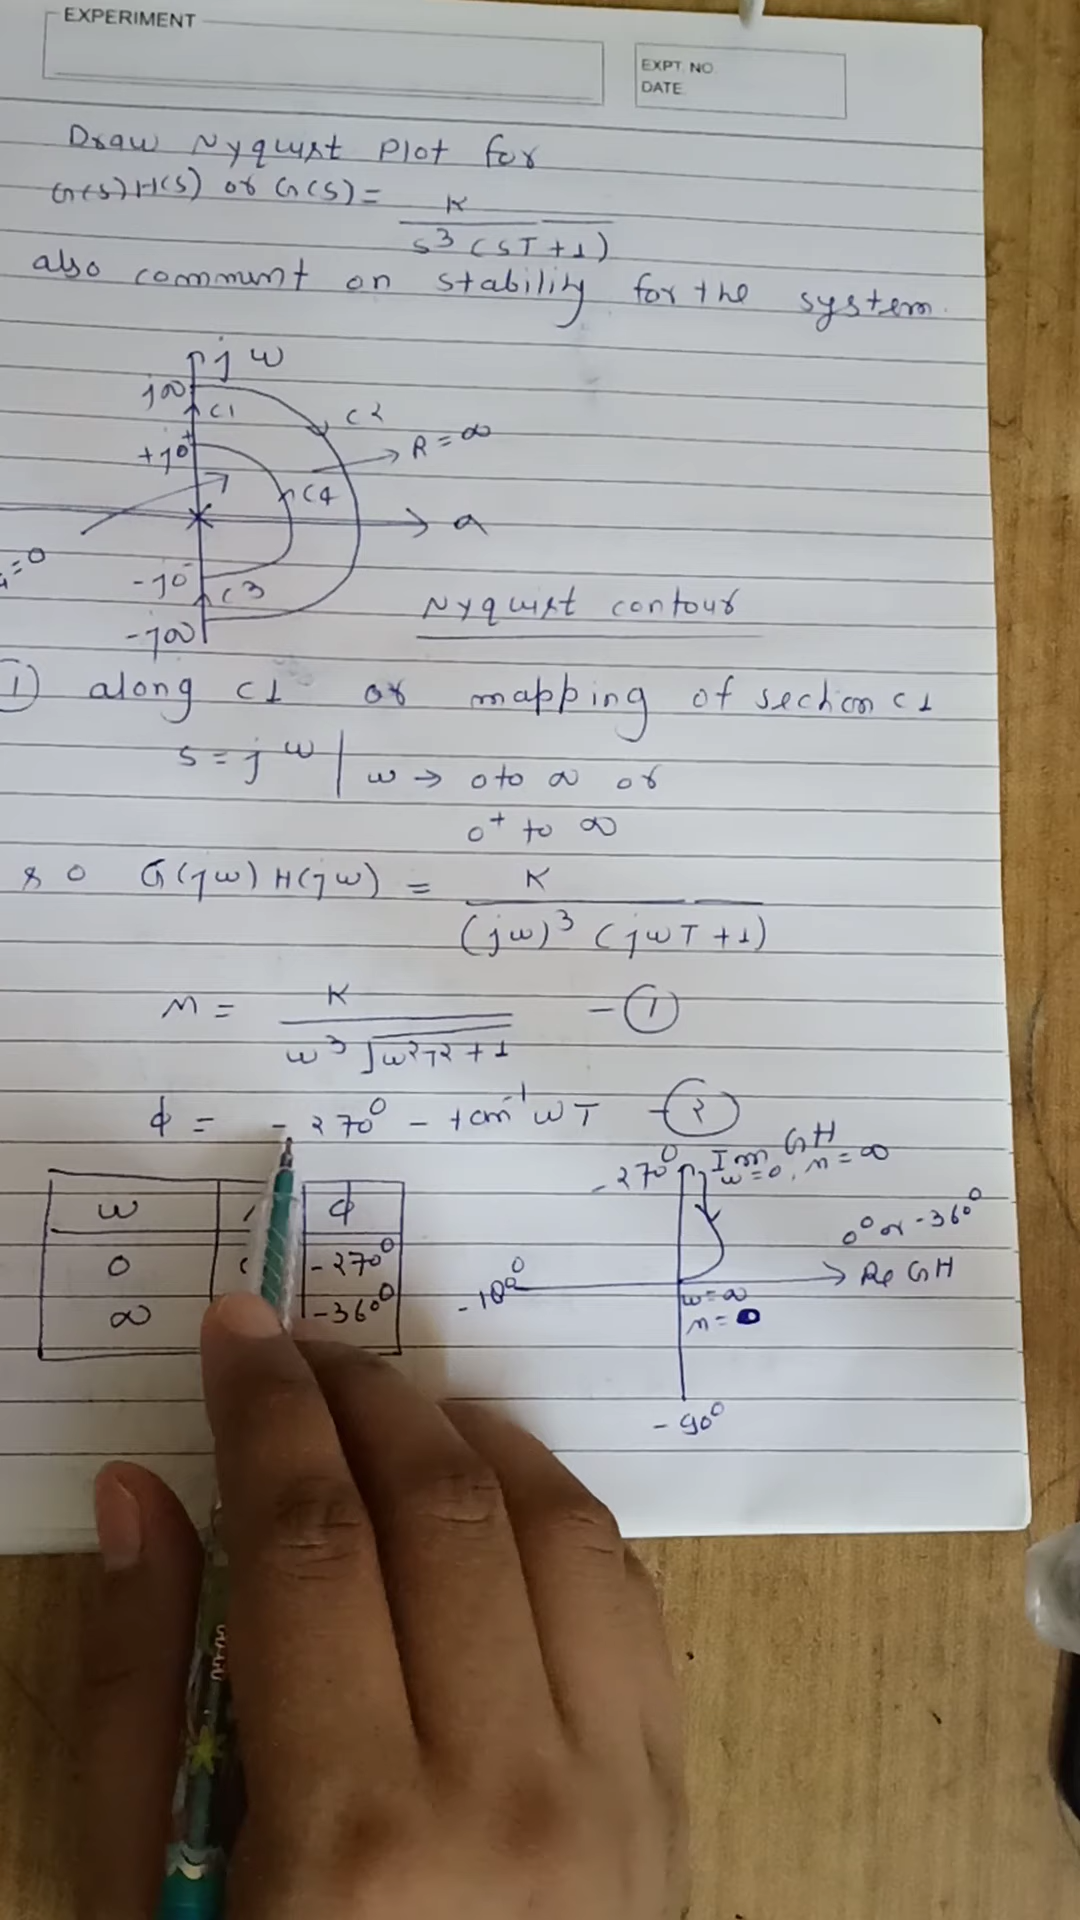 EXPERIMENT
EXPT. NO.
DATE
Draw Nyquist Plot for
G(s)H(s) or G(s) = K / s³(sT+1)
also comment on stability for the system.
jω
j∞
C1
C2
+j0⁺
R=∞
C4
σ
=0
-j0⁻
C3
-j∞
Nyquist contour
① along C1 or mapping of section C1
s = jω | ω → 0 to ∞ or
0⁺ to ∞
so G(jω)H(jω) = K / (jω)³(jωT+1)
M = K / ω³√ω²T²+1 - ①
φ = -270° - tan⁻¹ωT - ②
ω φ
0 -270°
∞ -360°
-270° Im GH
ω=0, M=∞
0° or -360°
Re GH
-180°
ω=∞
M=0
-90°